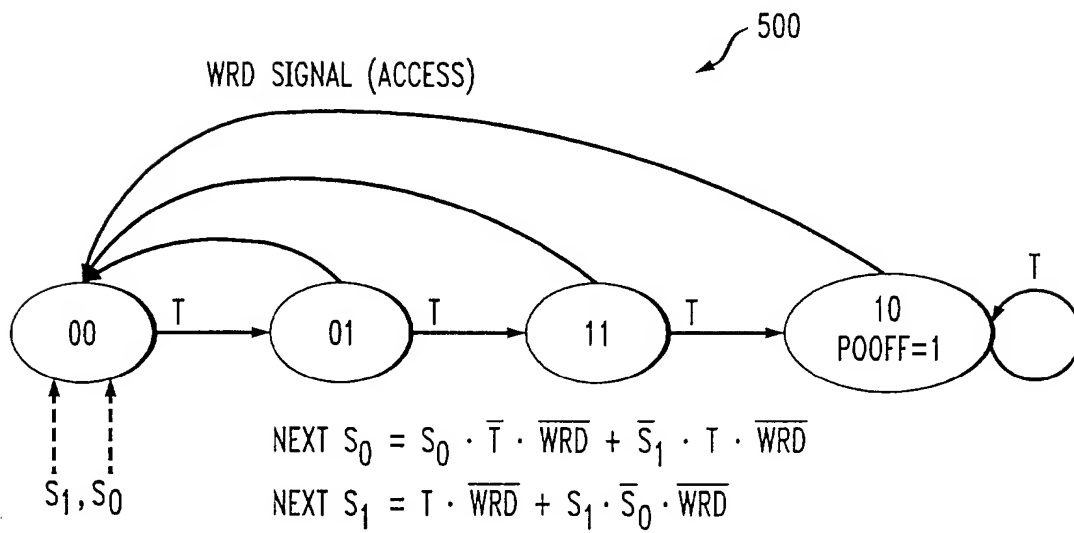 500
WRD SIGNAL (ACCESS)
T
00
T
01
T
11
T
10
POOFF=1
S₁, S₀
NEXT S₀ = S₀ · T̅ · W̅R̅D̅ + S̅₁ · T · W̅R̅D̅
NEXT S₁ = T · W̅R̅D̅ + S₁ · S̅₀ · W̅R̅D̅